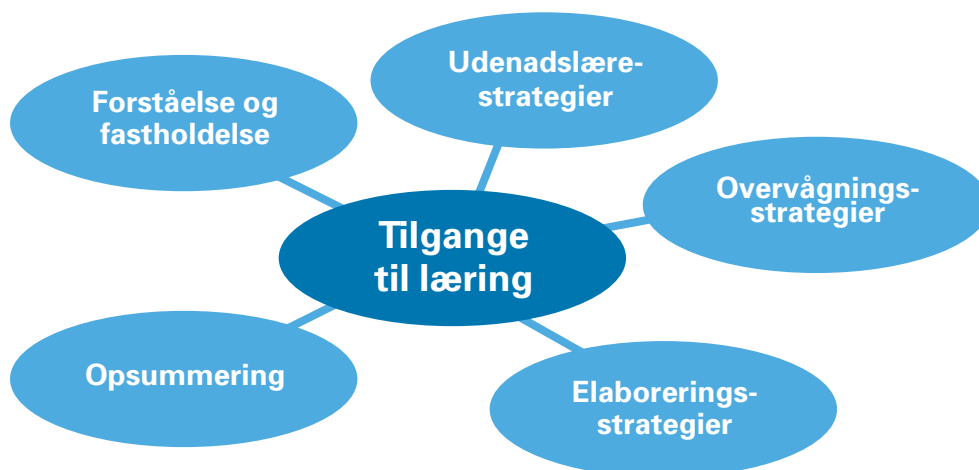 Udenadslære-
strategier
Forståelse og
fastholdelse
Overvågnings-
strategier
Tilgange
til læring
Opsummering
Elaborerings-
strategier